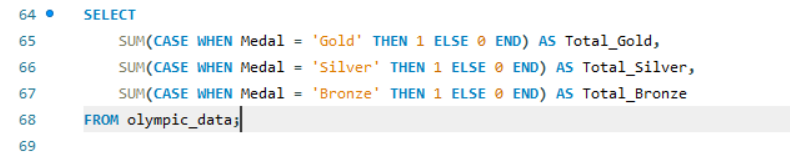 64 SELECT
65 SUM(CASE WHEN Medal = 'Gold' THEN 1 ELSE 0 END) AS Total_Gold,
66 SUM(CASE WHEN Medal = 'Silver' THEN 1 ELSE 0 END) AS Total_Silver,
67 SUM(CASE WHEN Medal = 'Bronze' THEN 1 ELSE 0 END) AS Total_Bronze
68 FROM olympic_data;
69